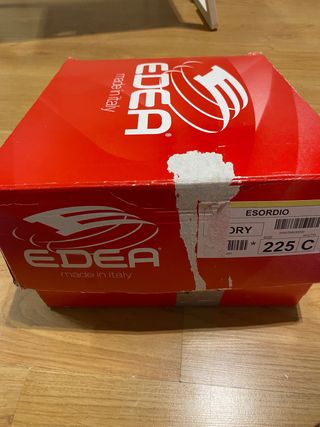 EDEA
made in italy
EDEA
made in italy
ESORDIO
ORY
* 225 C